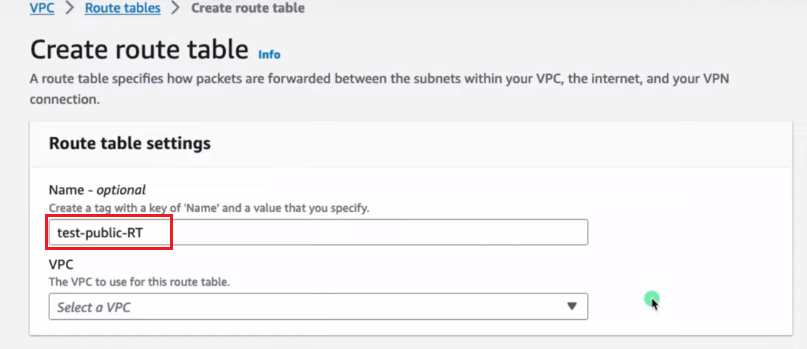 VPC > Route tables > Create route table
Create route table Info
A route table specifies how packets are forwarded between the subnets within your VPC, the internet, and your VPN
connection.
Route table settings
Name - optional
Create a tag with a key of 'Name' and a value that you specify.
test-public-RT
VPC
The VPC to use for this route table.
Select a VPC